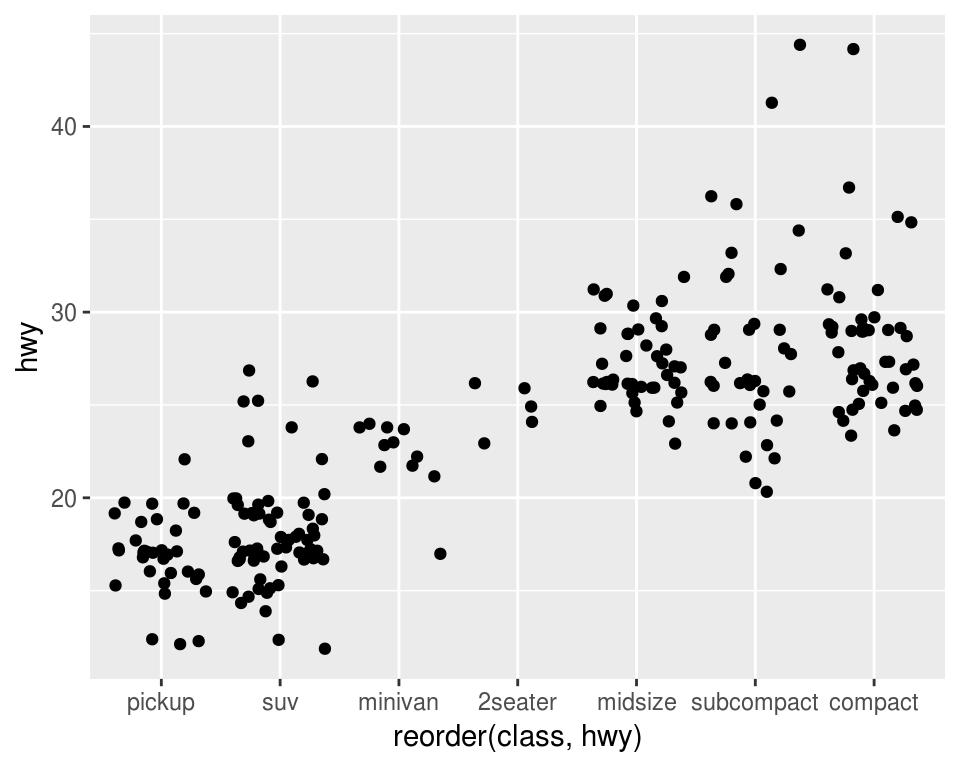 40
30
20
hwy
pickup suv minivan 2seater midsize subcompact compact
reorder(class, hwy)